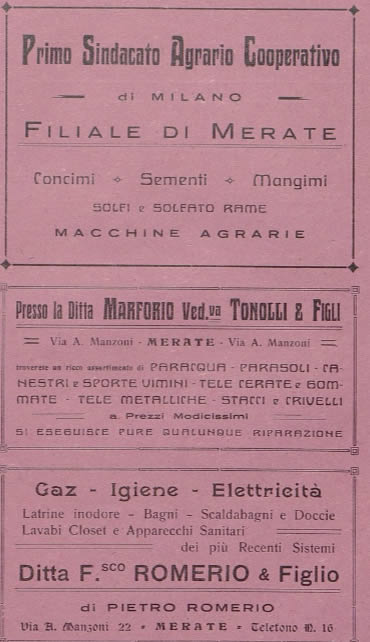 Primo Sindacato Agrario Cooperativo
di MILANO
FILIALE DI MERATE
Concimi Sementi Mangimi
SOLFI e SOLFATO RAME
MACCHINE AGRARIE
Presso la Ditta MARFORIO Ved.va TONOLLI & FIGLI
Via A. Manzoni - MERATE - Via A. Manzoni
troverete un ricco assortimento di PARACQUA - PARASOLI - CA-
NESTRI e SPORTE VIMINI - TELE CERATE e GOM-
MATE - TELE METALLICHE - STACCI e CRIVELLI
a Prezzi Modicissimi
SI ESEGUISCE PURE QUALUNQUE RIPARAZIONE
Gaz - Igiene - Elettricità
Latrine inodore - Bagni - Scaldabagni e Doccie
Lavabi Closet e Apparecchi Sanitari
dei più Recenti Sistemi
Ditta F.sco ROMERIO & Figlio
di PIETRO ROMERIO
Via A. Manzoni 22 - MERATE - Telefono N. 16